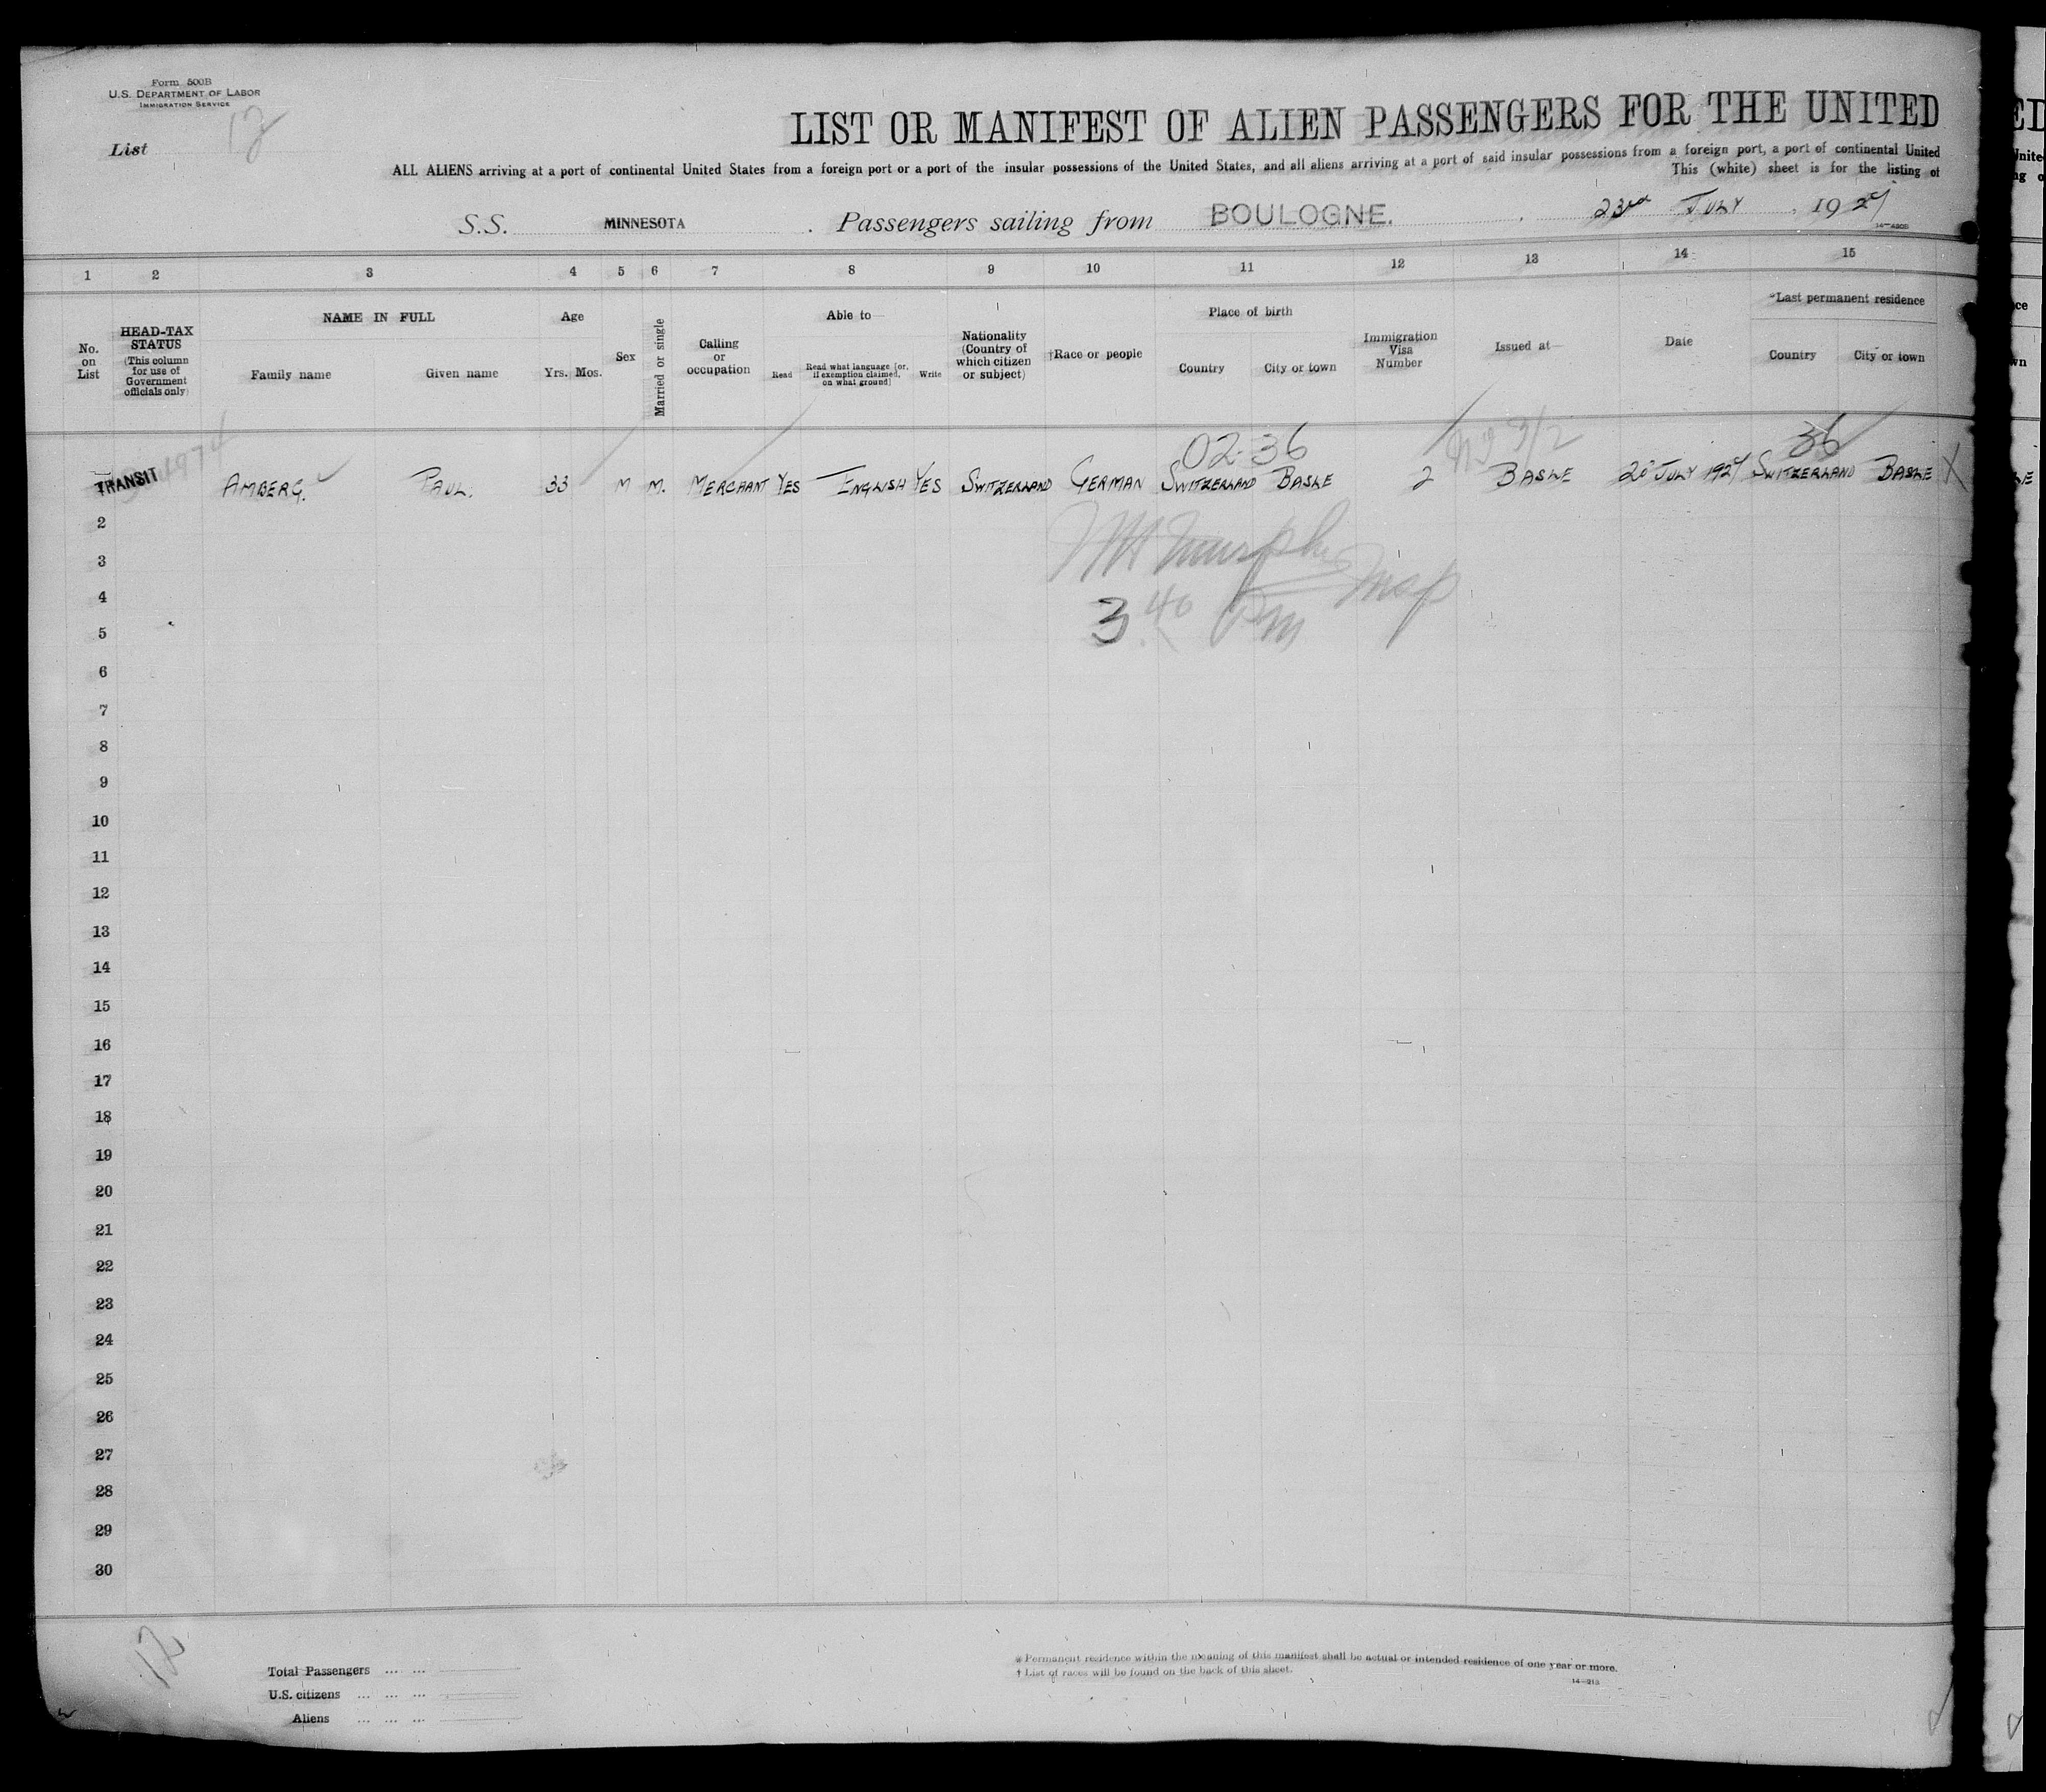 Form 500B
U.S. DEPARTMENT OF LABOR
IMMIGRATION SERVICE
List 12
LIST OR MANIFEST OF ALIEN PASSENGERS FOR THE UNITED
ALL ALIENS arriving at a port of continental United States from a foreign port or a port of the insular possessions of the United States, and all aliens arriving at a port of said insular possessions from a foreign port, a port of continental United
This (white) sheet is for the listing of
S.S. MINNESOTA. Passengers sailing from BOULOGNE. , 23rd JULY , 1927
1 2 3 4 5 6 7 8 9 10 11 12 13 14 15
No. on List
HEAD-TAX STATUS (This column for use of Government officials only)
NAME IN FULL
Family name Given name
Age
Yrs. Mos.
Sex
Married or single
Calling or occupation
Able to—
Read
Read what language [or, if exemption claimed, on what ground]
Write
Nationality (Country of which citizen or subject)
†Race or people
Place of birth
Country City or town
Immigration Visa Number
Issued at—
Date
*Last permanent residence
Country City or town
02-36 36
TRANSIT AMBERG. PAUL. 33 M M. MERCHANT YES ENGLISH YES SWITZERLAND GERMAN SWITZERLAND BASLE 2 BASLE 20 JULY 1927 SWITZERLAND BASLE X
2
Murphy
3
Insp
4
3.40 PM
5
6
7
8
9
10
11
12
13
14
15
16
17
18
19
20
21
22
23
24
25
26
27
28
29
30
12
Total Passengers ... ...
U.S. citizens ... ... ...
Aliens ... ... ...
* Permanent residence within the meaning of this manifest shall be actual or intended residence of one year or more.
† List of races will be found on the back of this sheet.
14—213